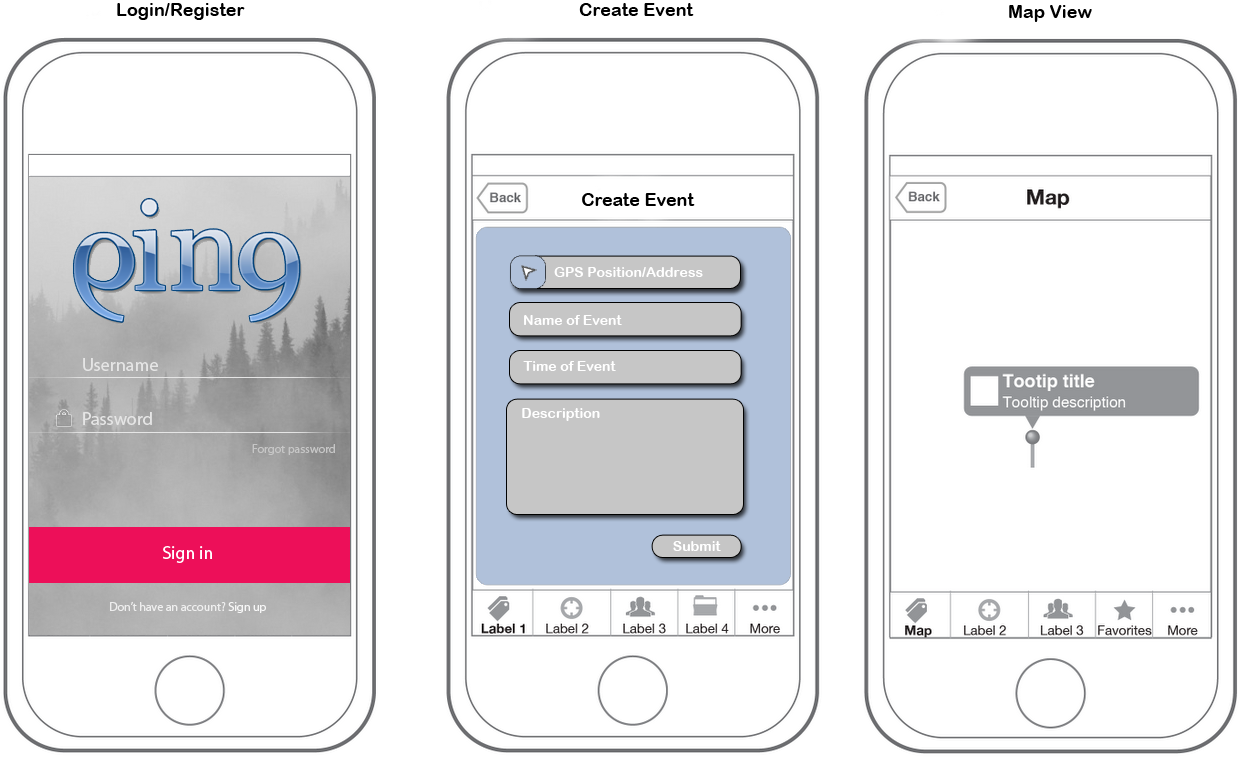 Login/Register
ping
Username
Password
Forgot password
Sign in
Don't have an account? Sign up
Create Event
Back
Create Event
GPS Position/Address
Name of Event
Time of Event
Description
Submit
Label 1 Label 2 Label 3 Label 4 More
Map View
Back
Map
Tootip title
Tooltip description
Map Label 2 Label 3 Favorites More